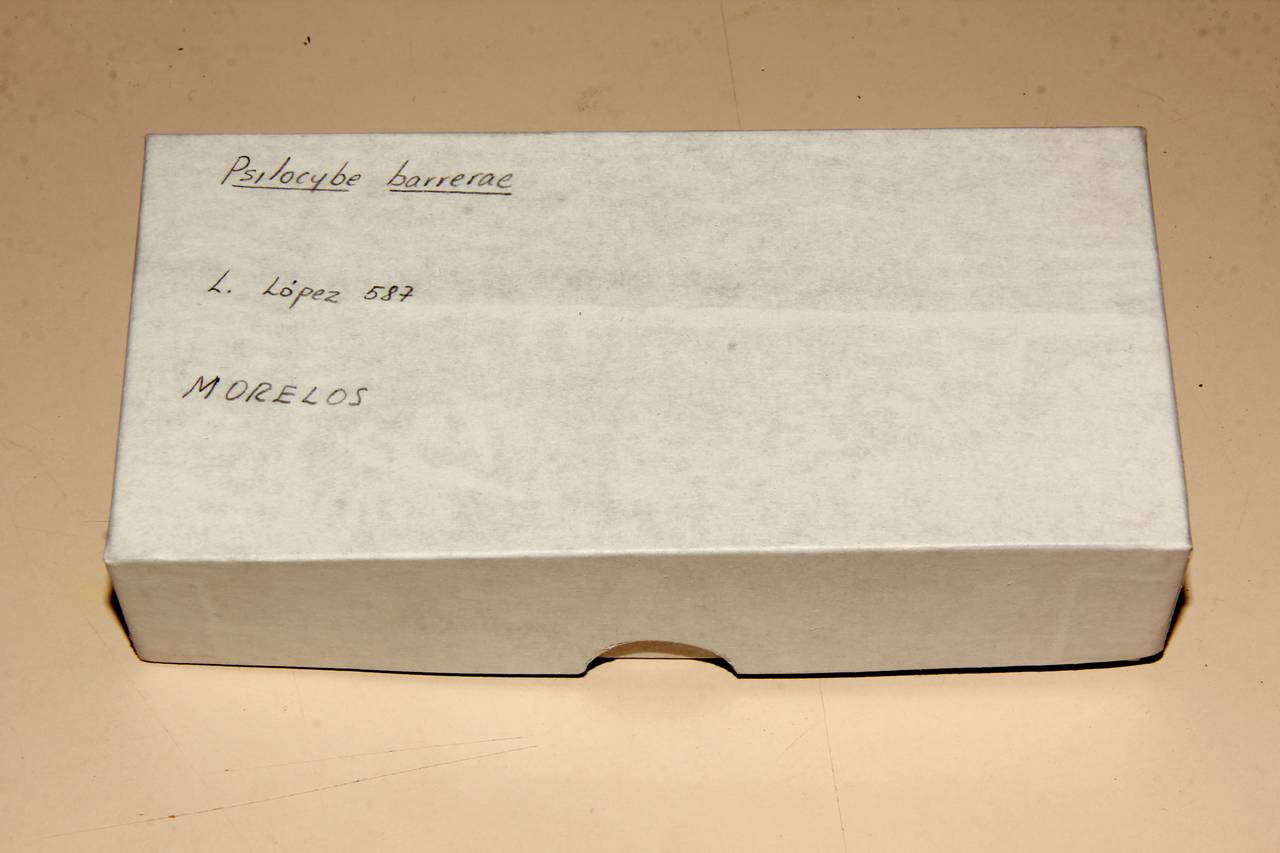 Psilocybe barrerae
L. López 587
MORELOS